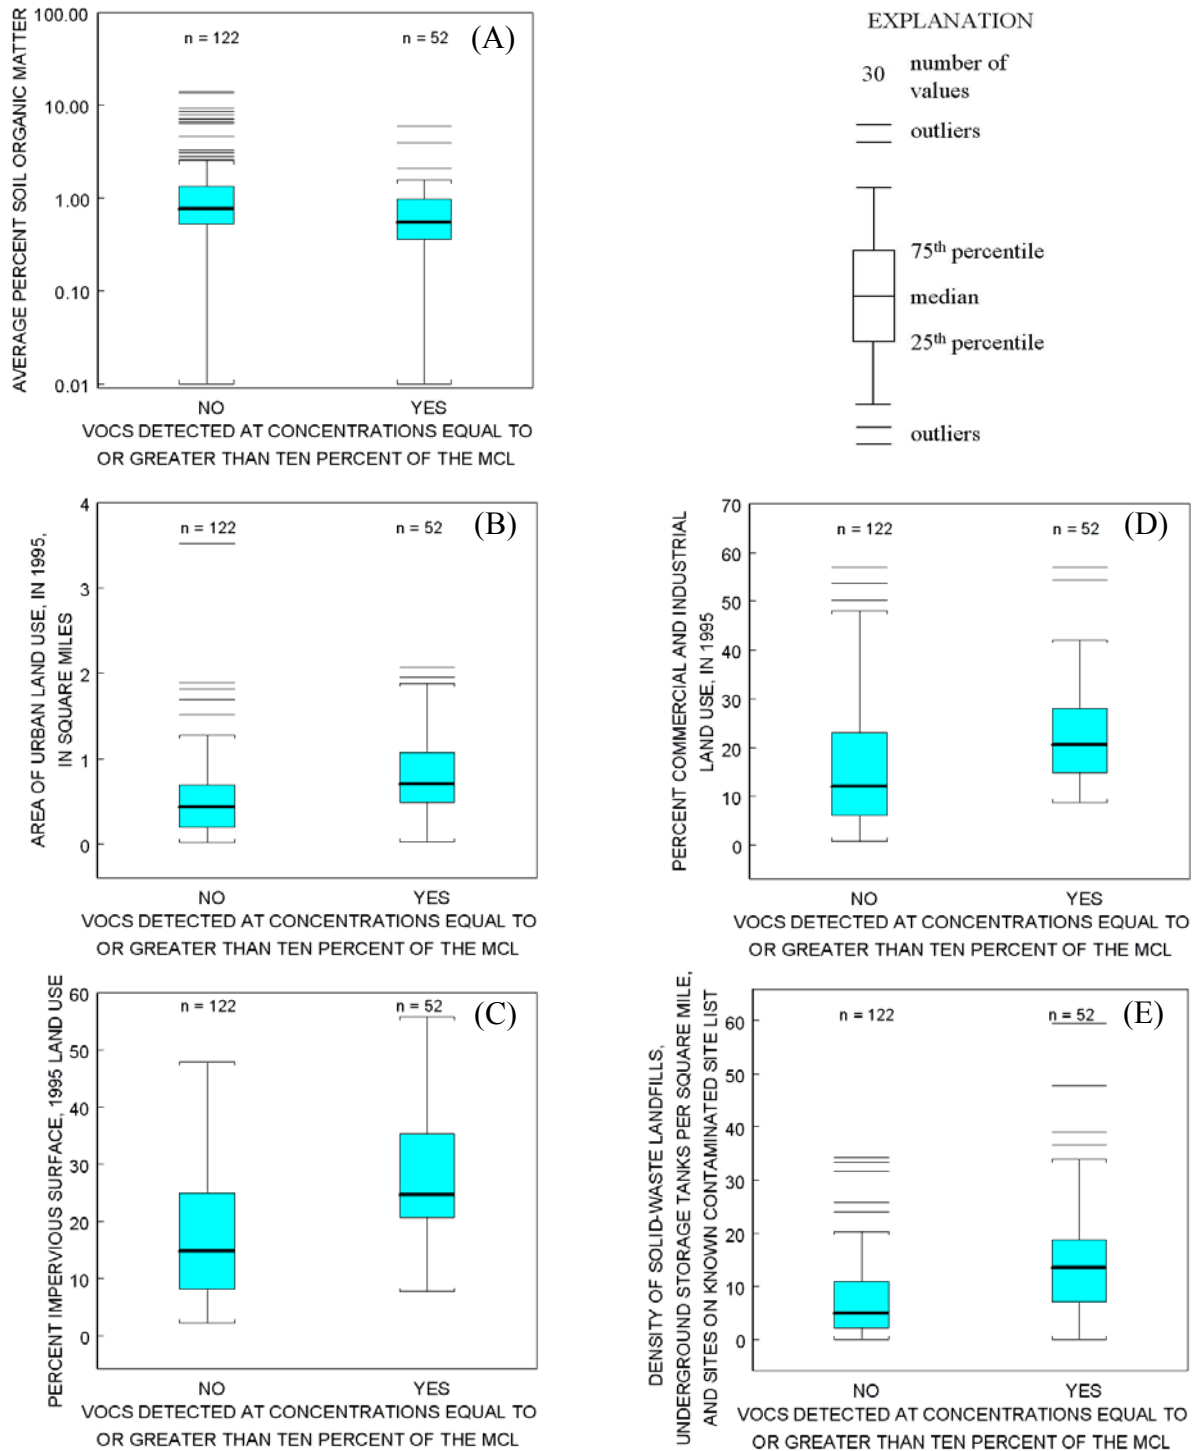 AVERAGE PERCENT SOIL ORGANIC MATTER
100.00
10.00
1.00
0.10
0.01
n = 122
n = 52
(A)
NO
YES
VOCS DETECTED AT CONCENTRATIONS EQUAL TO
OR GREATER THAN TEN PERCENT OF THE MCL
EXPLANATION
30
number of
values
outliers
75th percentile
median
25th percentile
outliers
AREA OF URBAN LAND USE, IN 1995,
IN SQUARE MILES
4
3
2
1
0
n = 122
n = 52
(B)
NO
YES
VOCS DETECTED AT CONCENTRATIONS EQUAL TO
OR GREATER THAN TEN PERCENT OF THE MCL
PERCENT COMMERCIAL AND INDUSTRIAL
LAND USE, IN 1995
70
60
50
40
30
20
10
0
n = 122
n = 52
(D)
NO
YES
VOCS DETECTED AT CONCENTRATIONS EQUAL TO
OR GREATER THAN TEN PERCENT OF THE MCL
PERCENT IMPERVIOUS SURFACE, 1995 LAND USE
60
50
40
30
20
10
0
n = 122
n = 52
(C)
NO
YES
VOCS DETECTED AT CONCENTRATIONS EQUAL TO
OR GREATER THAN TEN PERCENT OF THE MCL
DENSITY OF SOLID-WASTE LANDFILLS,
UNDERGROUND STORAGE TANKS PER SQUARE MILE,
AND SITES ON KNOWN CONTAMINATED SITE LIST
60
50
40
30
20
10
0
n = 122
n = 52
(E)
NO
YES
VOCS DETECTED AT CONCENTRATIONS EQUAL TO
OR GREATER THAN TEN PERCENT OF THE MCL